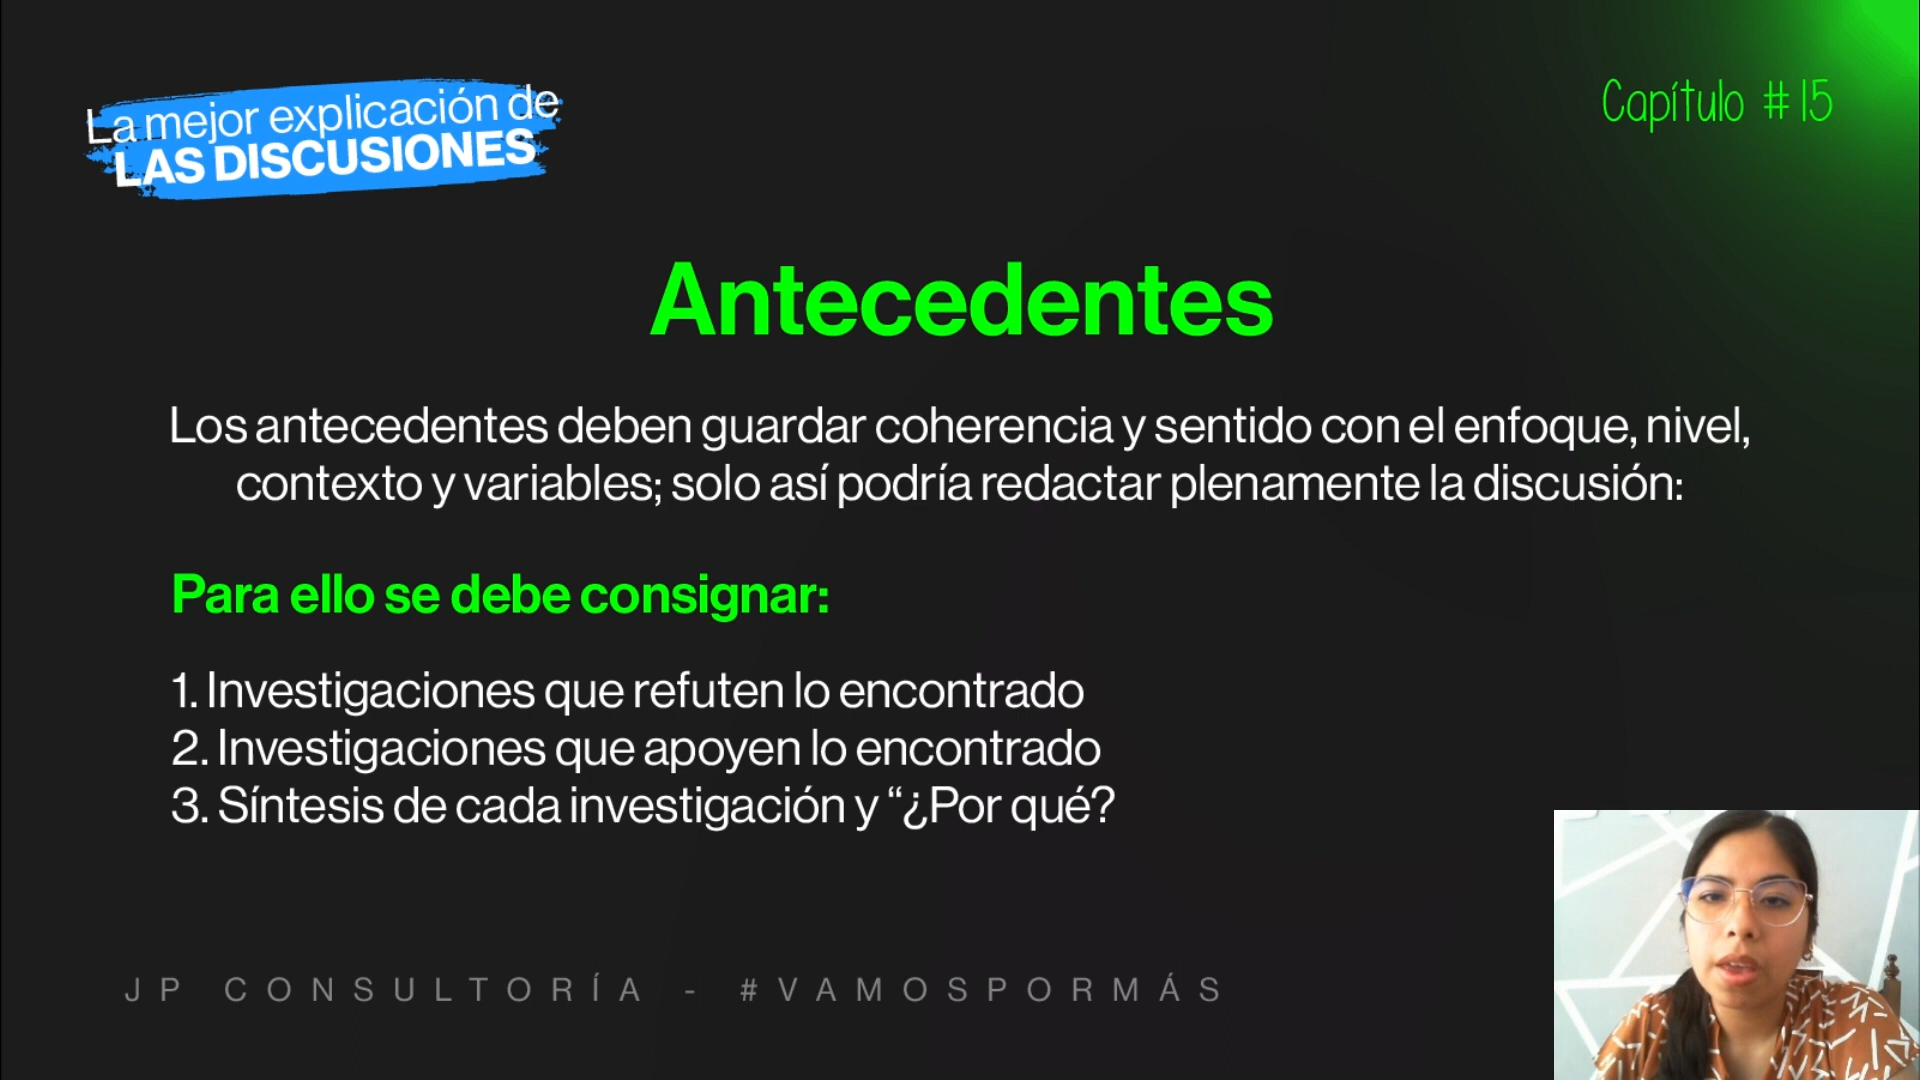 La mejor explicación de
LAS DISCUSIONES
Capítulo #15
Antecedentes
Los antecedentes deben guardar coherencia y sentido con el enfoque, nivel,
contexto y variables; solo así podría redactar plenamente la discusión:
Para ello se debe consignar:
1. Investigaciones que refuten lo encontrado
2. Investigaciones que apoyen lo encontrado
3. Síntesis de cada investigación y “¿Por qué?
JP CONSULTORÍA - #VAMOSPORMÁS